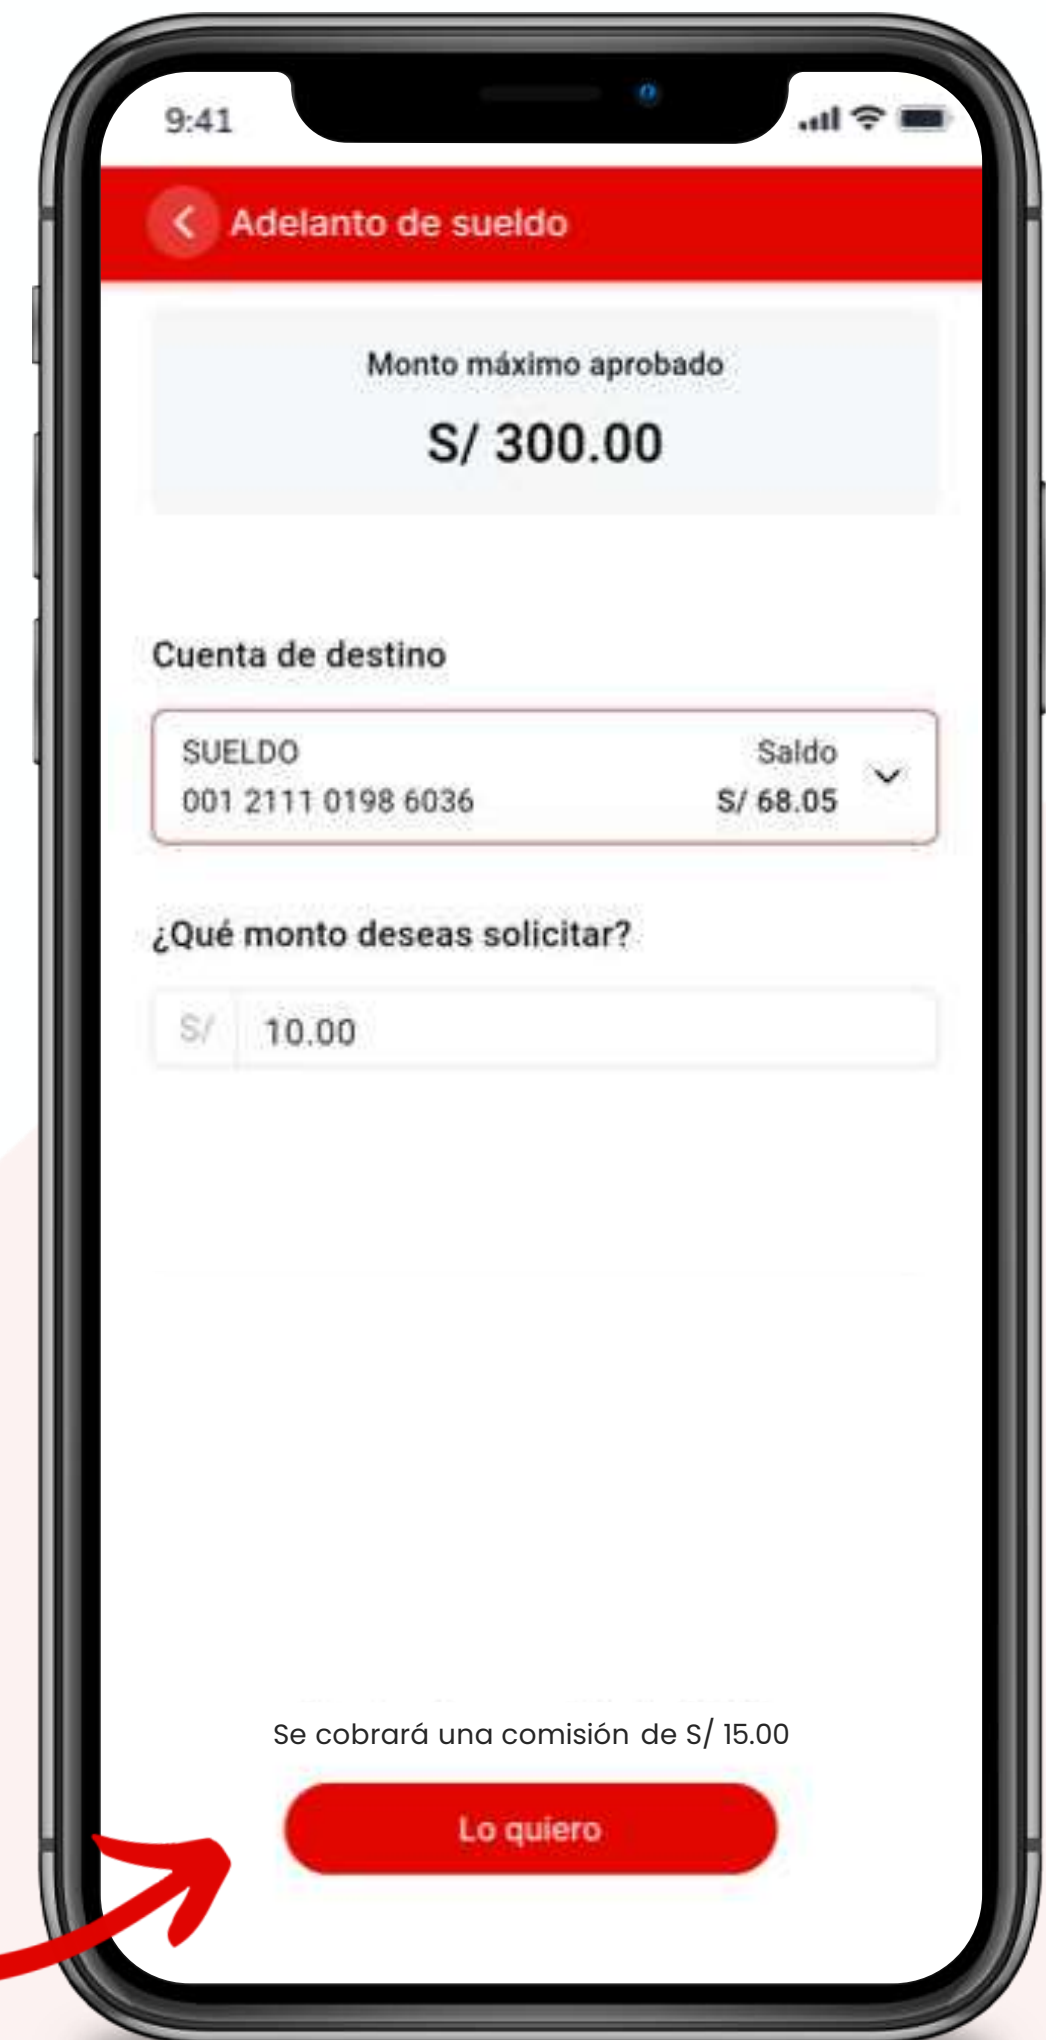 9:41
Adelanto de sueldo
Monto máximo aprobado
S/ 300.00
Cuenta de destino
SUELDO Saldo
001 2111 0198 6036 S/ 68.05
¿Qué monto deseas solicitar?
S/ 10.00
Se cobrará una comisión de S/ 15.00
Lo quiero